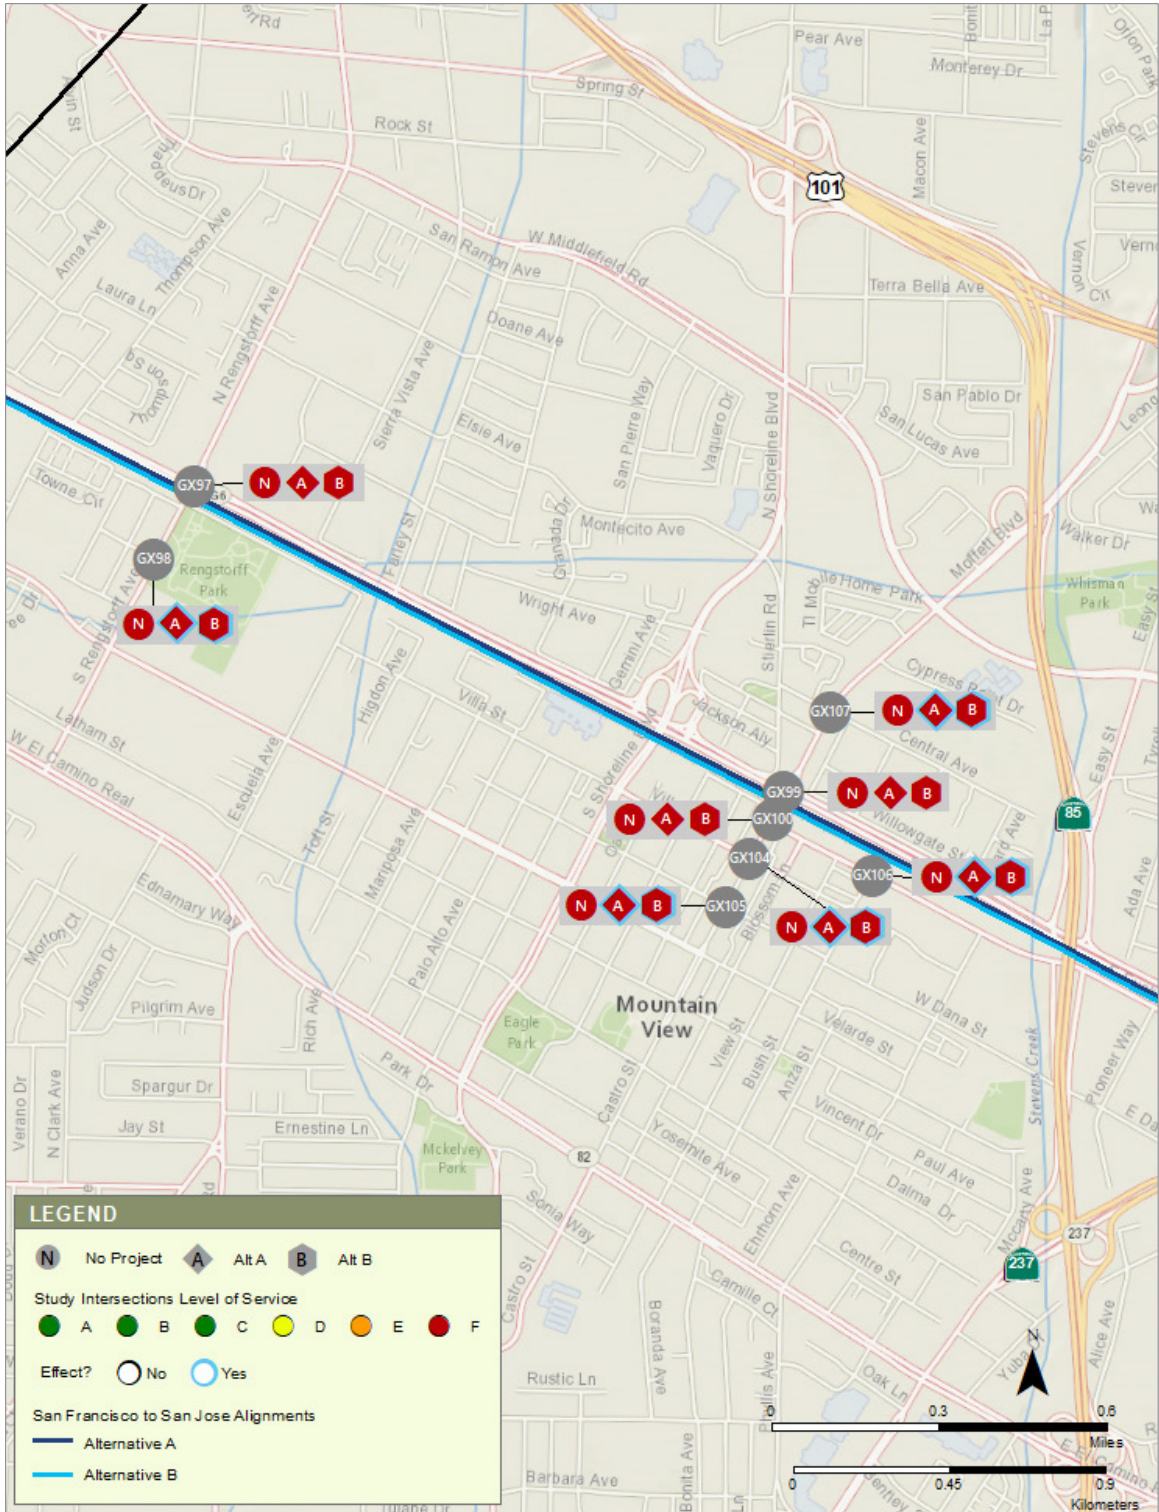 Pear Ave
Monterey Dr
Orion Park
Spring St
Rock St
Macon Ave
Stevens Cir
101
Thaddeus Dr
Thompson Ave
Anna Ave
San Ramon Ave
W Middlefield Rd
Terra Bella Ave
Vernon Cir
Laura Ln
N Rengstorff Ave
Doane Ave
Sierra Vista Ave
San Pierre Way
Vaquero Dr
N Shoreline Blvd
San Pablo Dr
San Lucas Ave
Elsie Ave
Towne Cir
GX97
N A B
G6
Farley St
Granada Dr
Montecito Ave
Moffett Blvd
Walker Dr
GX98
Rengstorff
Park
TI Mobile Home Park
Whisman
Park
Easy St
Wright Ave
N A B
S Rengstorff Ave
Gemini Ave
Stierlin Rd
Higdon Ave
Villa St
Cypress Point Dr
GX107
N A B
Jackson Aly
Central Ave
Latham St
W El Camino Real
Escuela Ave
S Shoreline Blvd
Easy St
GX99
N A B
N A B
GX100
Willowgate St
85
Toft St
Mariposa Ave
GX104
GX106
N A B
Ednamary Way
N A B
GX105
Blossom Ln
N A B
Ada Ave
Morton Ct
Judson Dr
Palo Alto Ave
Mountain
View
W Dana St
Pilgrim Ave
Rich Ave
Eagle
Park
View St
Bush St
Anza St
Velarde St
Stevens Creek
Pioneer Way
Park Dr
Castro St
Spargur Dr
Verano Dr
N Clark Ave
Jay St
Ernestine Ln
Vincent Dr
Mckelvey
Park
82
Yosemite Ave
Paul Ave
Dalma Dr
Mccarty Ave
Sonia Way
Ehrhorn Ave
237
Centre St
237
Castro St
Camille Ct
Boranda Ave
Alice Ave
Yuba Ct
Oak Ln
Rustic Ln
Barbara Ave
Bonita Ave
LEGEND
N No Project A Alt A B Alt B
Study Intersections Level of Service
A B C D E F
Effect? No Yes
San Francisco to San Jose Alignments
Alternative A
Alternative B
N
0 0.3 0.6
Miles
0 0.45 0.9
Kilometers